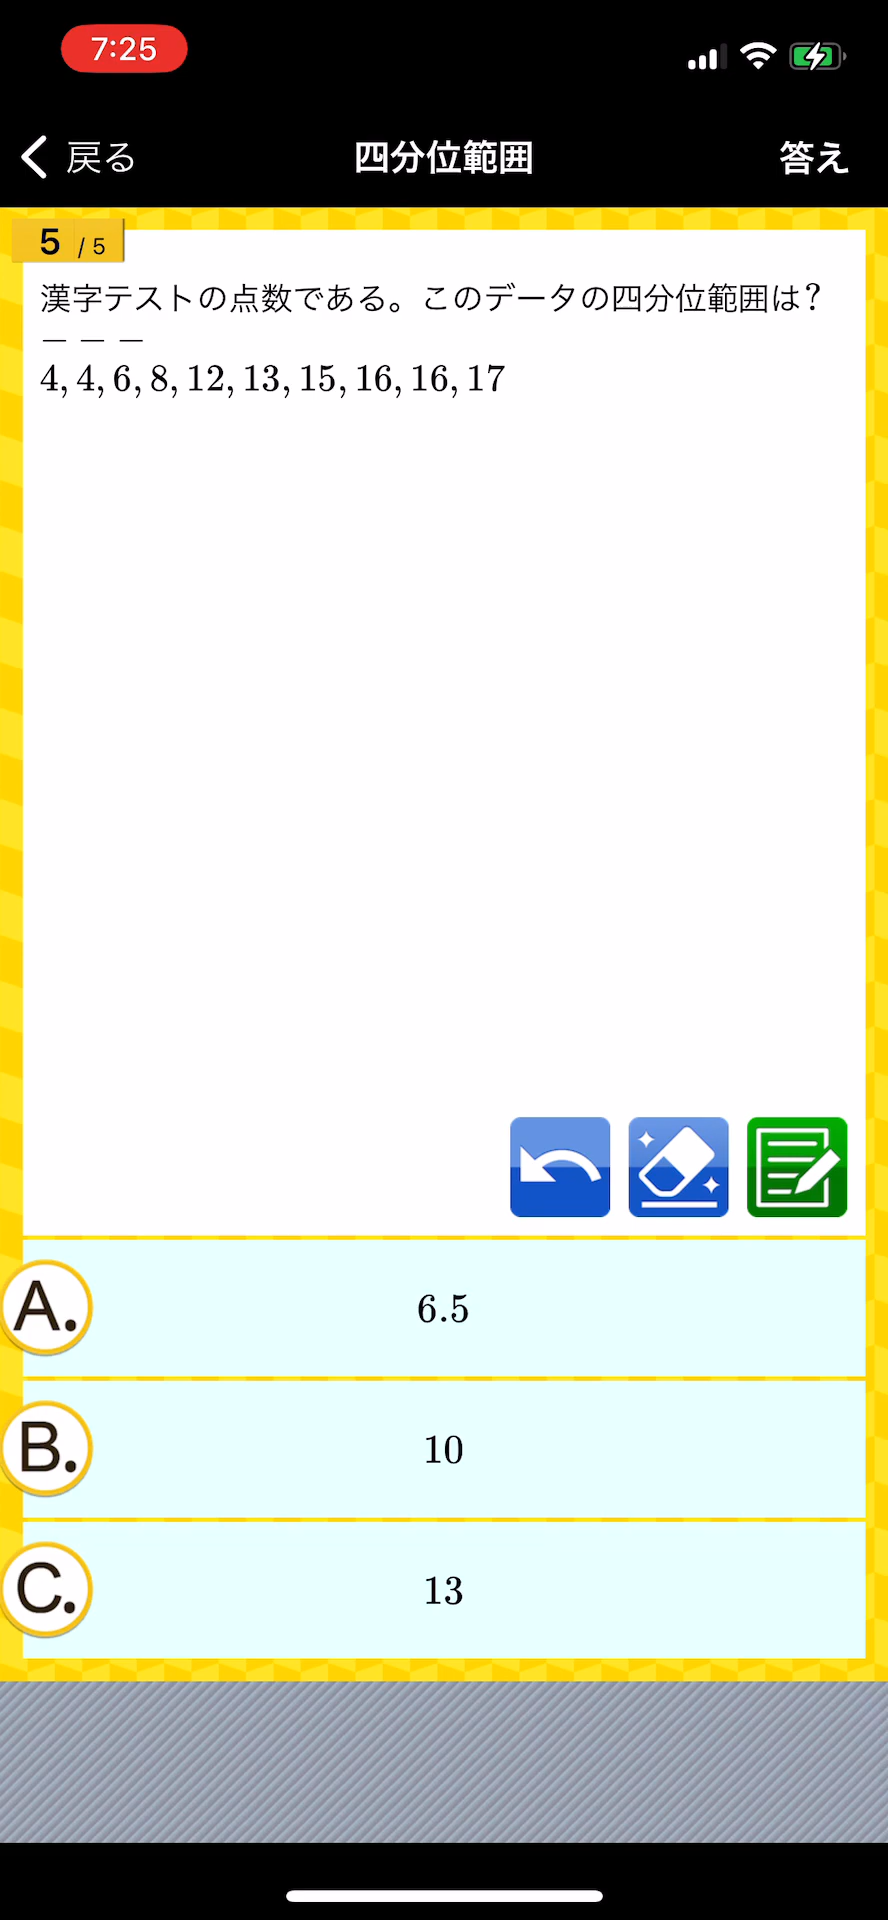 7:25
戻る 四分位範囲 答え
5 / 5
漢字テストの点数である。このデータの四分位範囲は?
— — —
4, 4, 6, 8, 12, 13, 15, 16, 16, 17
A. 6.5
B. 10
C. 13